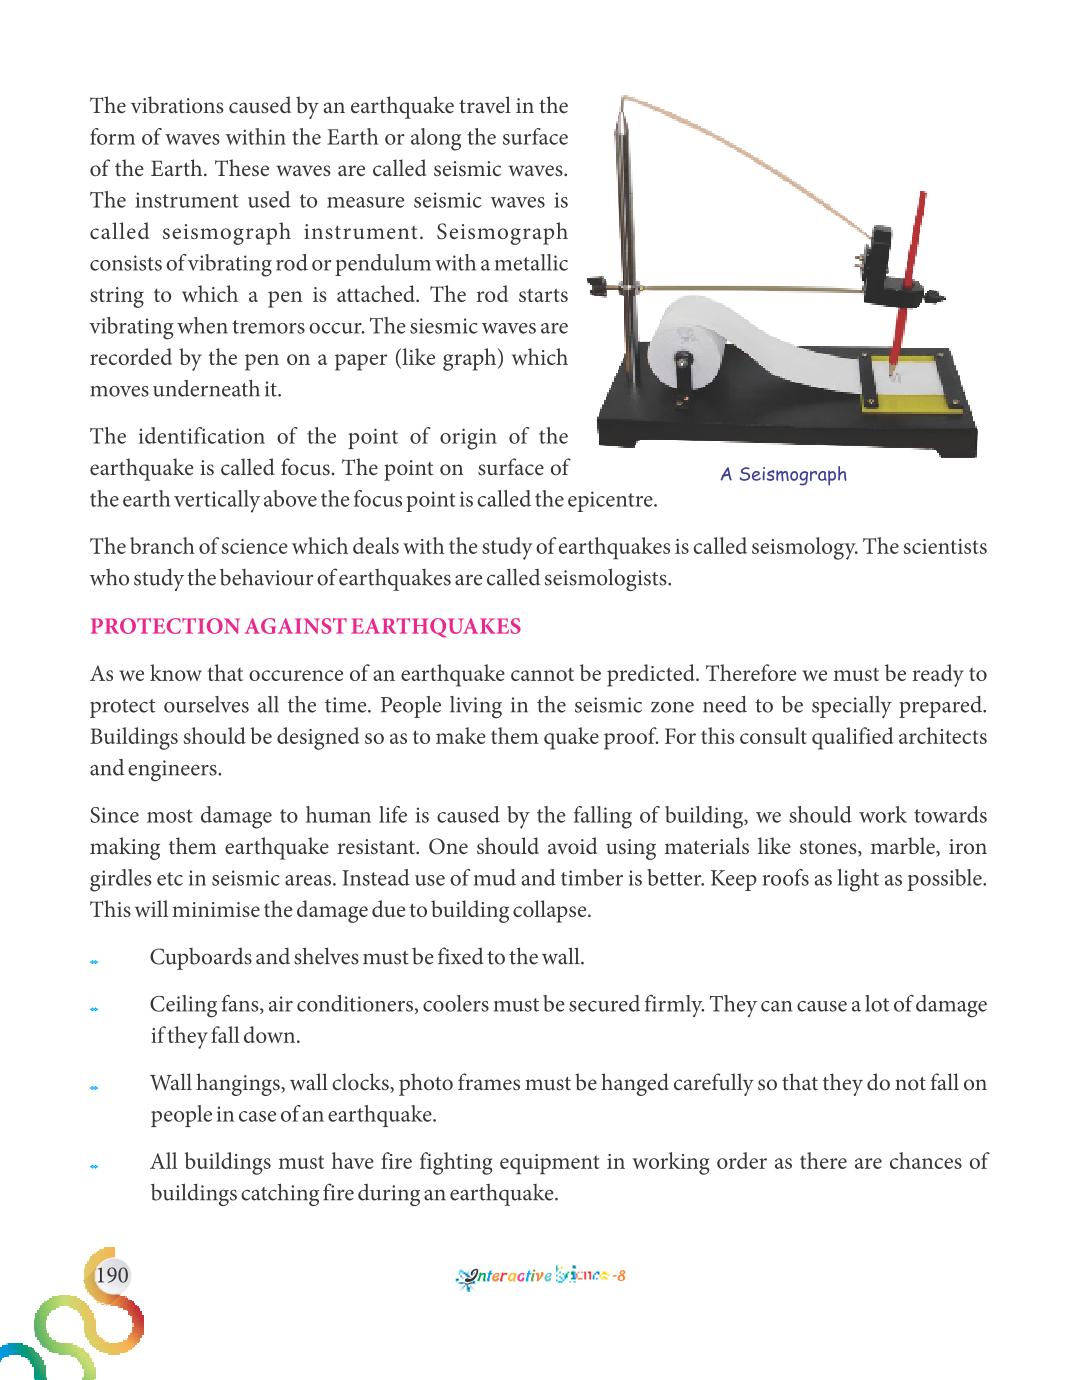 The vibrations caused by an earthquake travel in the
form of waves within the Earth or along the surface
of the Earth. These waves are called seismic waves.
The instrument used to measure seismic waves is
called seismograph instrument. Seismograph
consists of vibrating rod or pendulum with a metallic
string to which a pen is attached. The rod starts
vibrating when tremors occur. The siesmic waves are
recorded by the pen on a paper (like graph) which
moves underneath it.
The identification of the point of origin of the
earthquake is called focus. The point on surface of
the earth vertically above the focus point is called the epicentre.
A Seismograph
The branch of science which deals with the study of earthquakes is called seismology. The scientists
who study the behaviour of earthquakes are called seismologists.
PROTECTION AGAINST EARTHQUAKES
As we know that occurence of an earthquake cannot be predicted. Therefore we must be ready to
protect ourselves all the time. People living in the seismic zone need to be specially prepared.
Buildings should be designed so as to make them quake proof. For this consult qualified architects
and engineers.
Since most damage to human life is caused by the falling of building, we should work towards
making them earthquake resistant. One should avoid using materials like stones, marble, iron
girdles etc in seismic areas. Instead use of mud and timber is better. Keep roofs as light as possible.
This will minimise the damage due to building collapse.
Cupboards and shelves must be fixed to the wall.
Ceiling fans, air conditioners, coolers must be secured firmly. They can cause a lot of damage
if they fall down.
Wall hangings, wall clocks, photo frames must be hanged carefully so that they do not fall on
people in case of an earthquake.
All buildings must have fire fighting equipment in working order as there are chances of
buildings catching fire during an earthquake.
190
Interactive Science-8